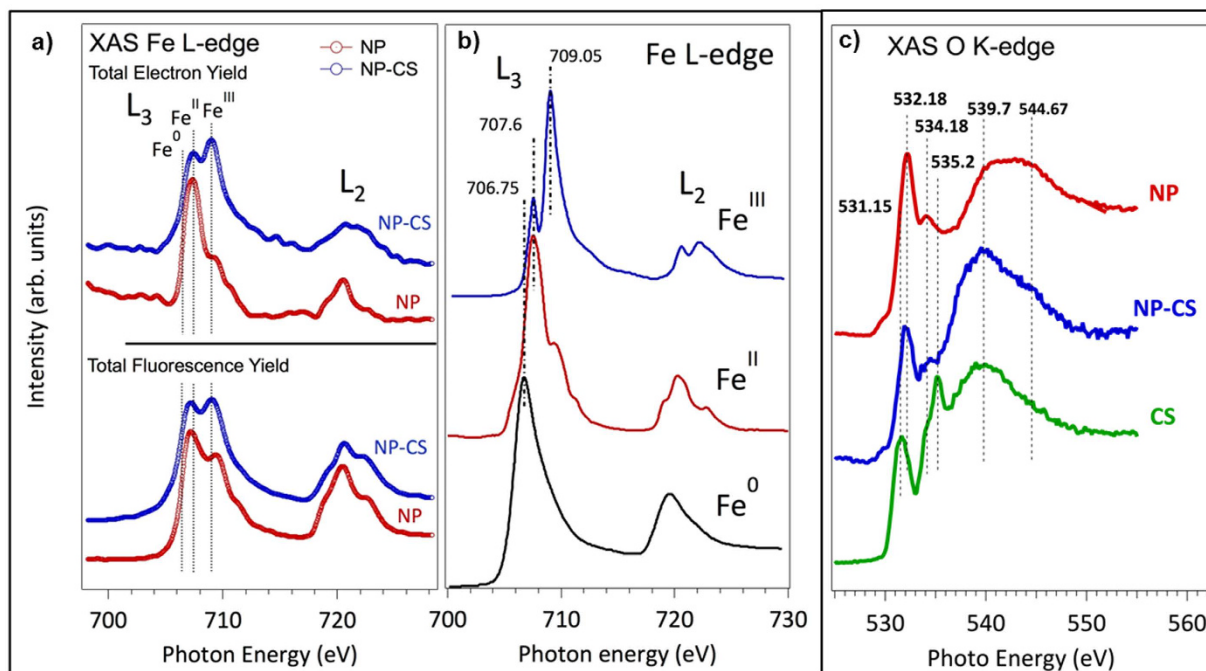 a) XAS Fe L-edge
NP
NP-CS
Total Electron Yield
L3
Fe0
FeII
FeIII
L2
NP-CS
NP
Total Fluorescence Yield
NP-CS
NP
Intensity (arb. units)
700 710 720
Photon Energy (eV)
b) Fe L-edge
L3
709.05
707.6
706.75
L2
FeIII
FeII
Fe0
700 710 720 730
Photon energy (eV)
c) XAS O K-edge
532.18 539.7 544.67
534.18
535.2
531.15
NP
NP-CS
CS
530 540 550 560
Photo Energy (eV)